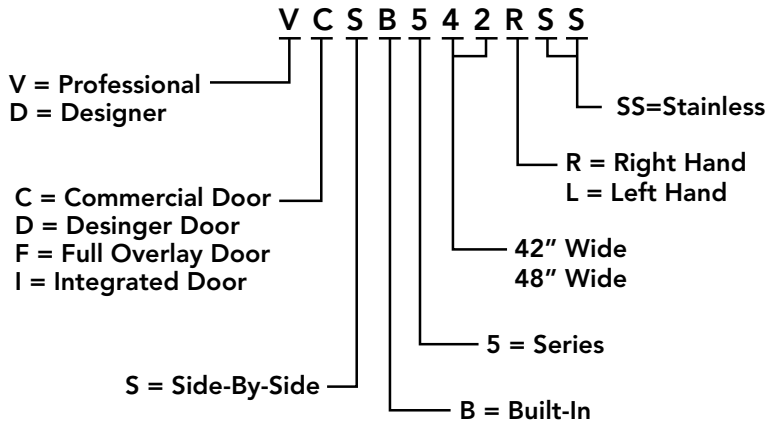 V C S B 5 4 2 R S S
V = Professional
D = Designer
SS=Stainless
R = Right Hand
L = Left Hand
C = Commercial Door
D = Desinger Door
F = Full Overlay Door
I = Integrated Door
42” Wide
48” Wide
5 = Series
S = Side-By-Side
B = Built-In